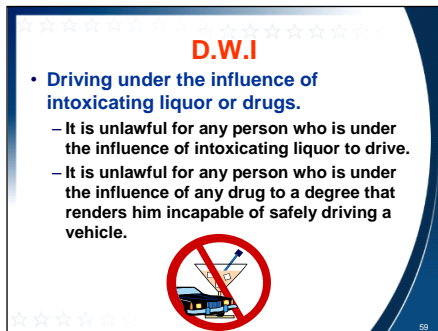 D.W.I
• Driving under the influence of
intoxicating liquor or drugs.
– It is unlawful for any person who is under
the influence of intoxicating liquor to drive.
– It is unlawful for any person who is under
the influence of any drug to a degree that
renders him incapable of safely driving a
vehicle.
59